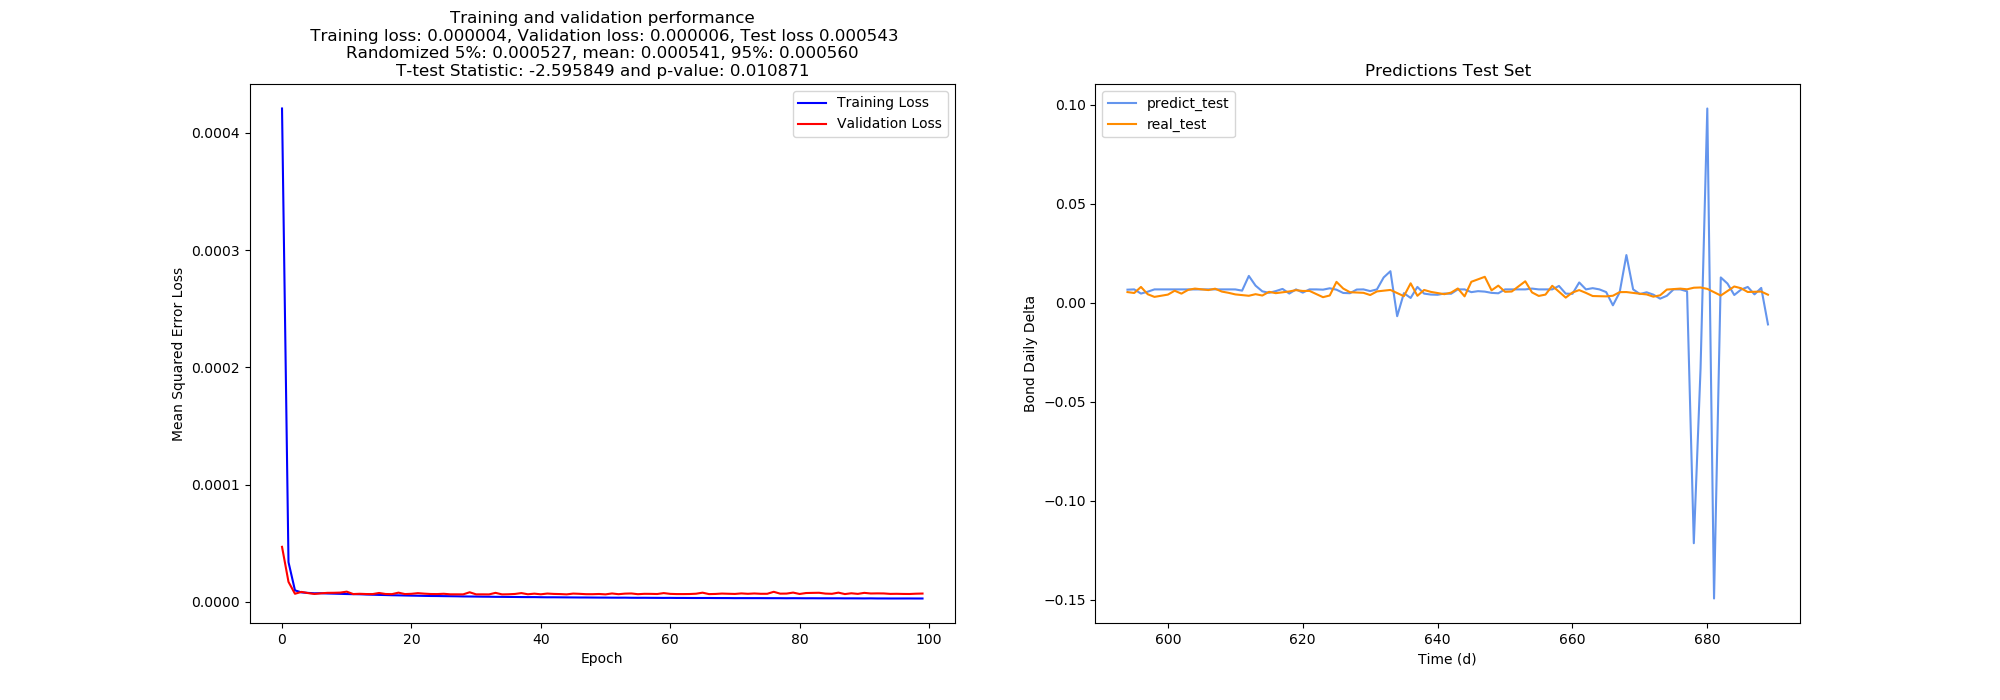 Training and validation performance
Training loss: 0.000004, Validation loss: 0.000006, Test loss 0.000543
Randomized 5%: 0.000527, mean: 0.000541, 95%: 0.000560
T-test Statistic: -2.595849 and p-value: 0.010871
Training Loss
Validation Loss
0.0004
0.0003
0.0002
0.0001
0.0000
Mean Squared Error Loss
0
20
40
60
80
100
Epoch
Predictions Test Set
predict_test
real_test
0.10
0.05
0.00
−0.05
−0.10
−0.15
Bond Daily Delta
600
620
640
660
680
Time (d)